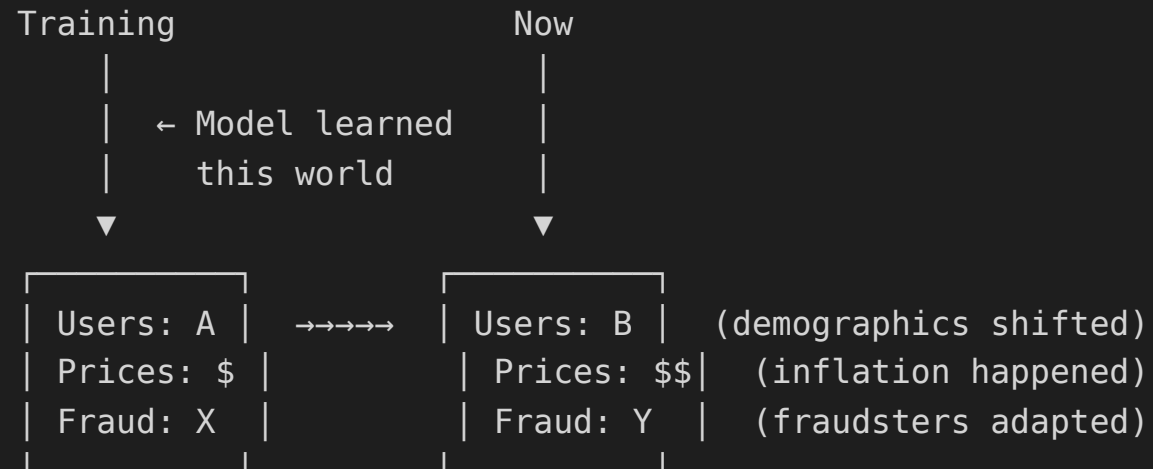 Training Now
← Model learned
this world
Users: A →→→→→ Users: B (demographics shifted)
Prices: $ Prices: $$ (inflation happened)
Fraud: X Fraud: Y (fraudsters adapted)